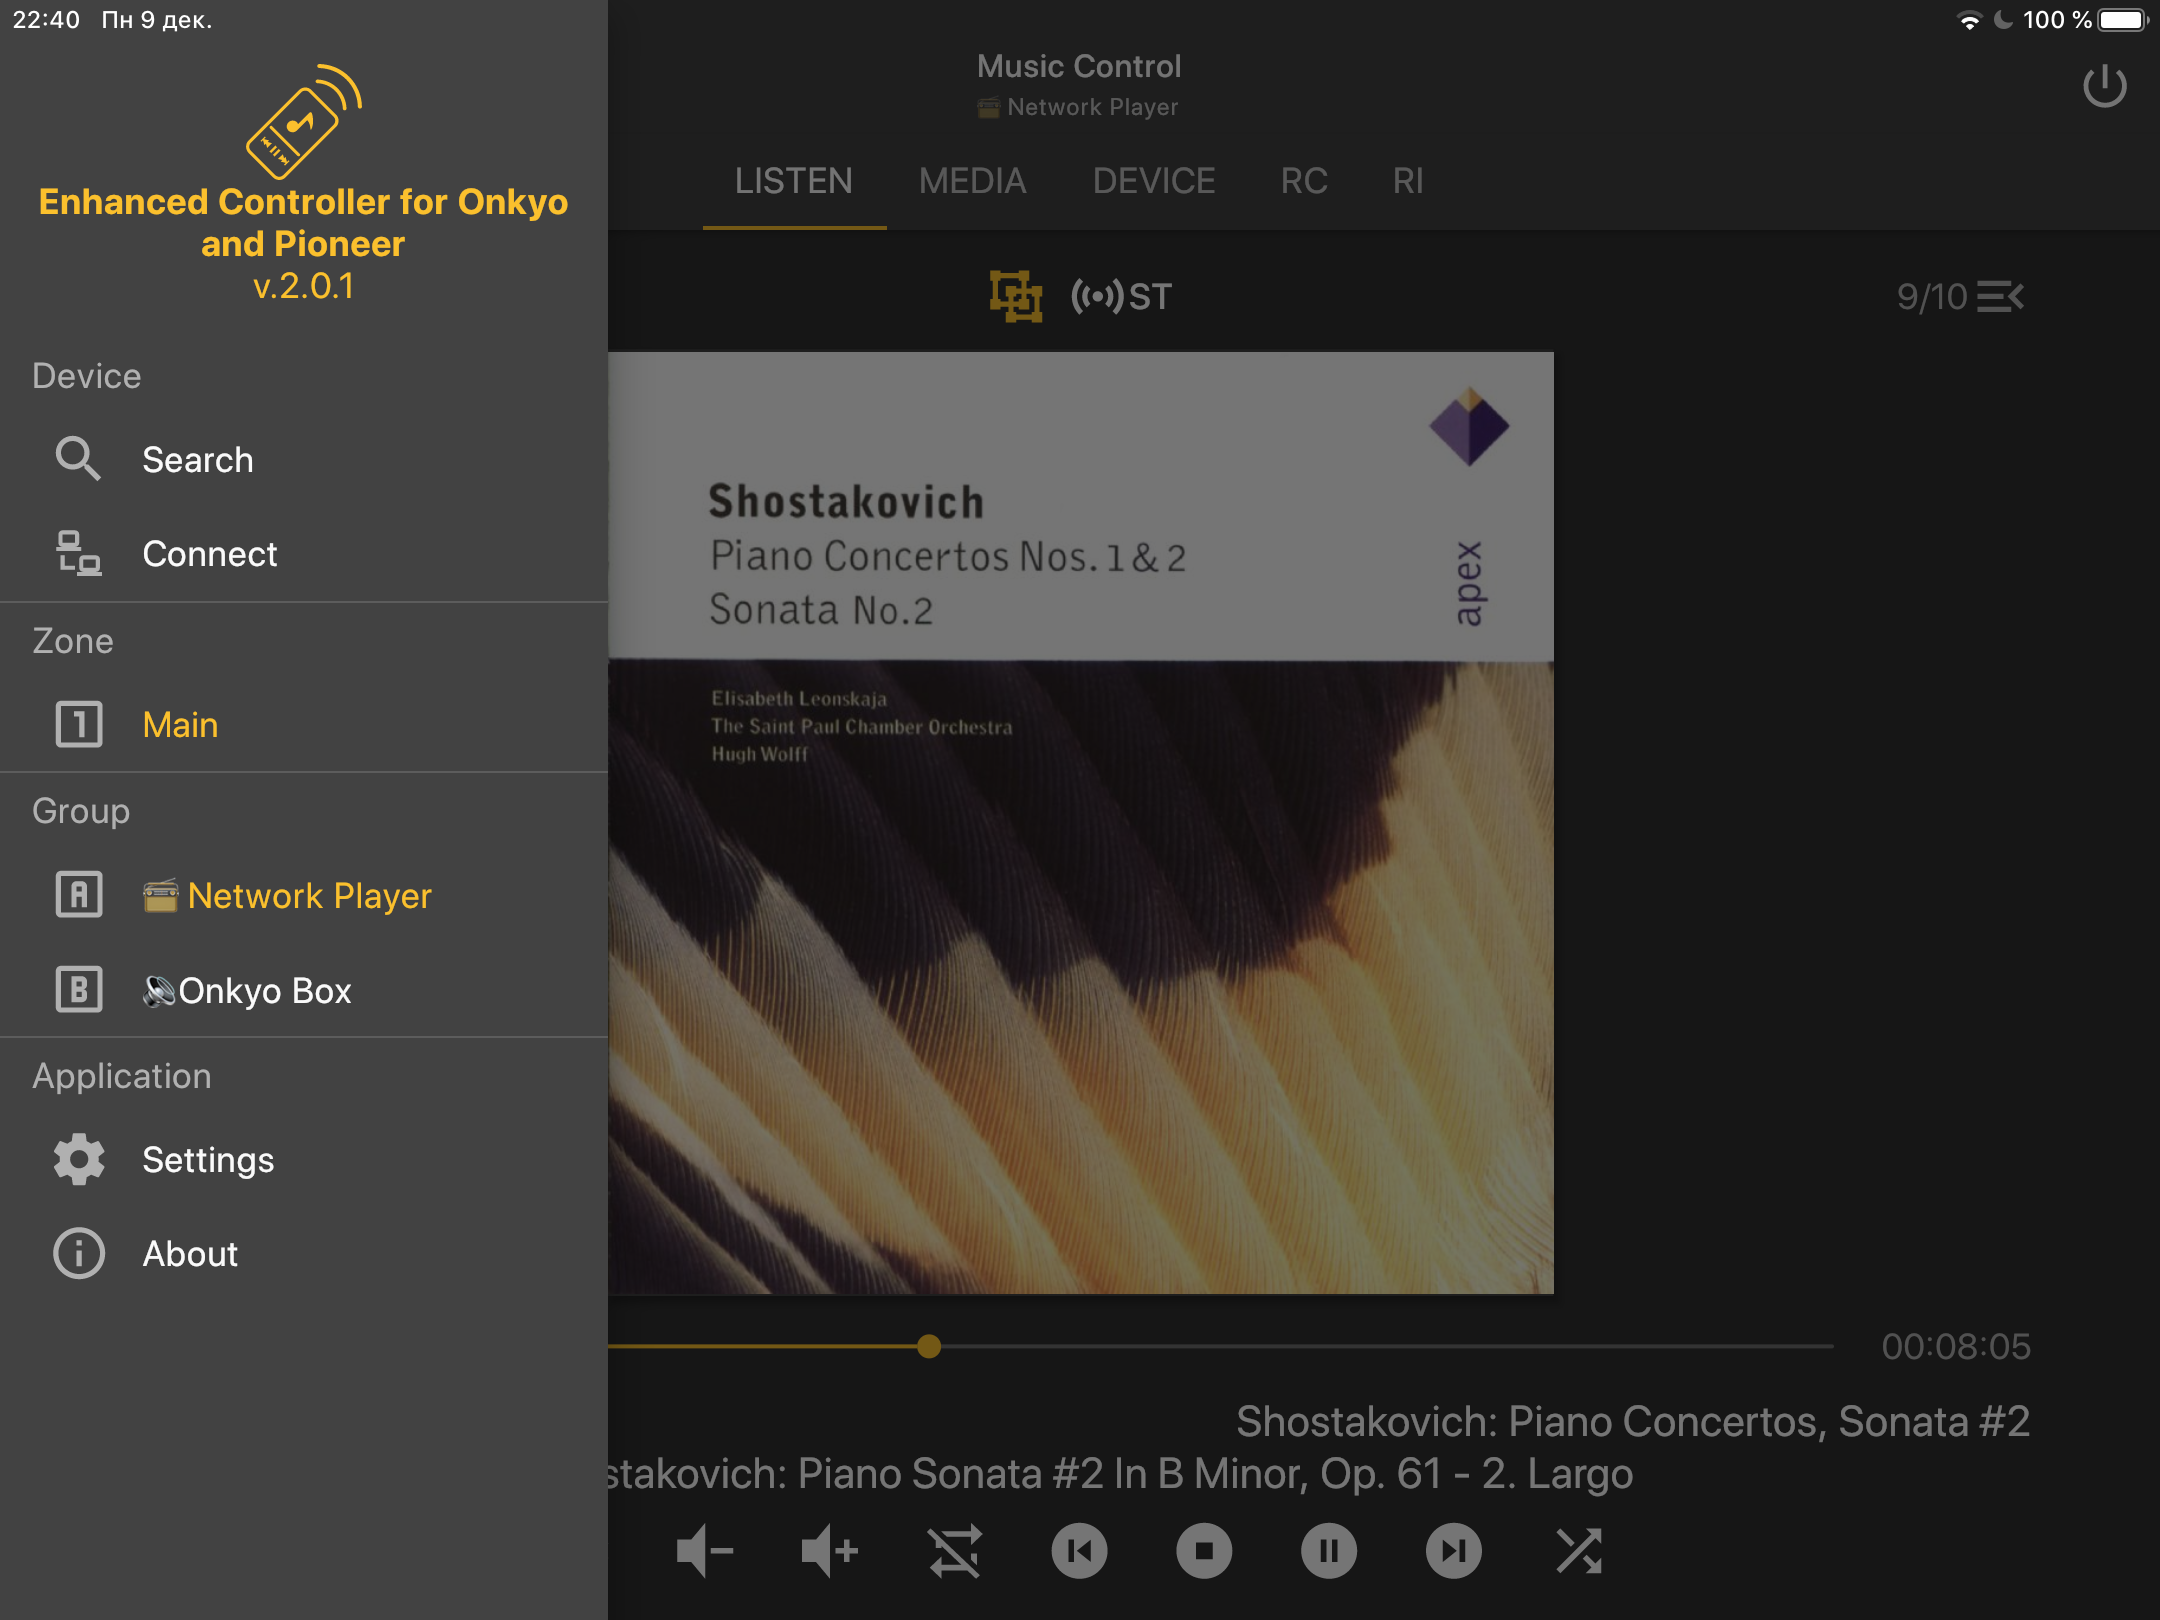 22:40 Пн 9 дек.
100 %
Enhanced Controller for Onkyo
and Pioneer
v.2.0.1
Device
Search
Connect
Zone
1 Main
Group
A Network Player
B Onkyo Box
Application
Settings
About
Music Control
Network Player
LISTEN MEDIA DEVICE RC RI
ST
9/10
Shostakovich
Piano Concertos Nos. 1 & 2
Sonata No. 2
apex
Elisabeth Leonskaja
The Saint Paul Chamber Orchestra
Hugh Wolff
00:08:05
Shostakovich: Piano Concertos, Sonata #2
stakovich: Piano Sonata #2 In B Minor, Op. 61 - 2. Largo